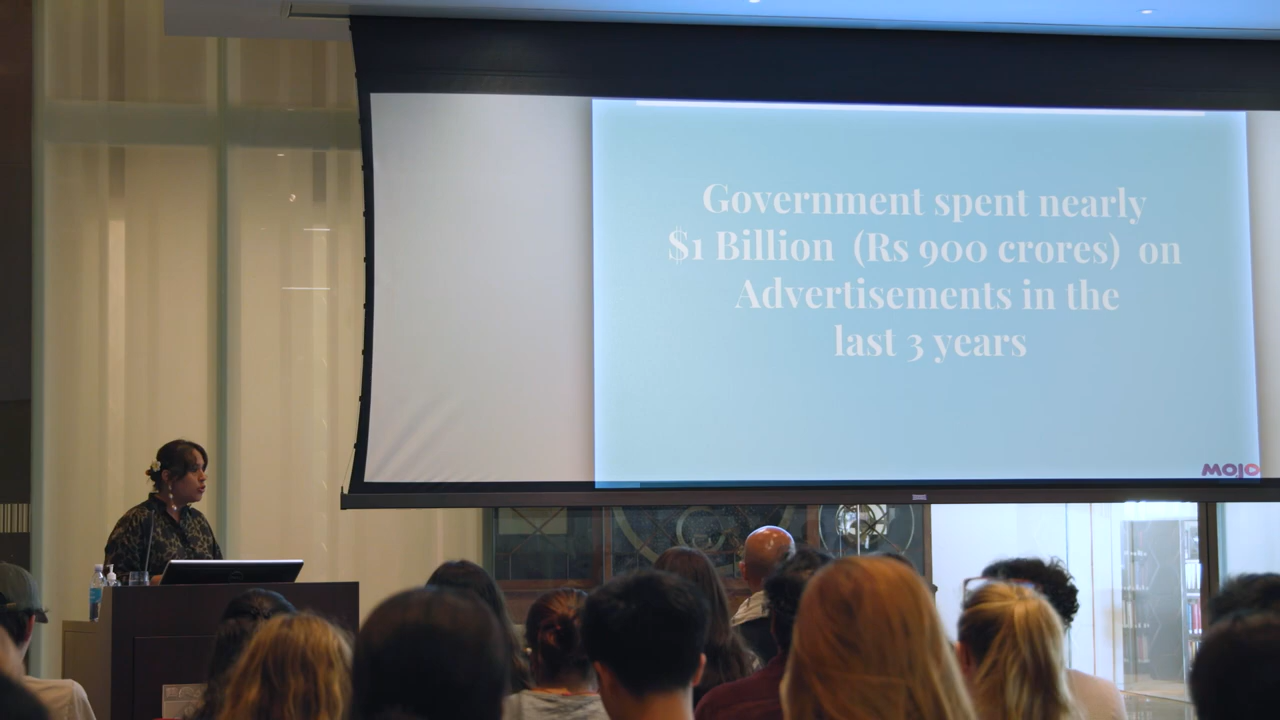 Government spent nearly
$1 Billion (Rs 900 crores) on
Advertisements in the
last 3 years
MOJO